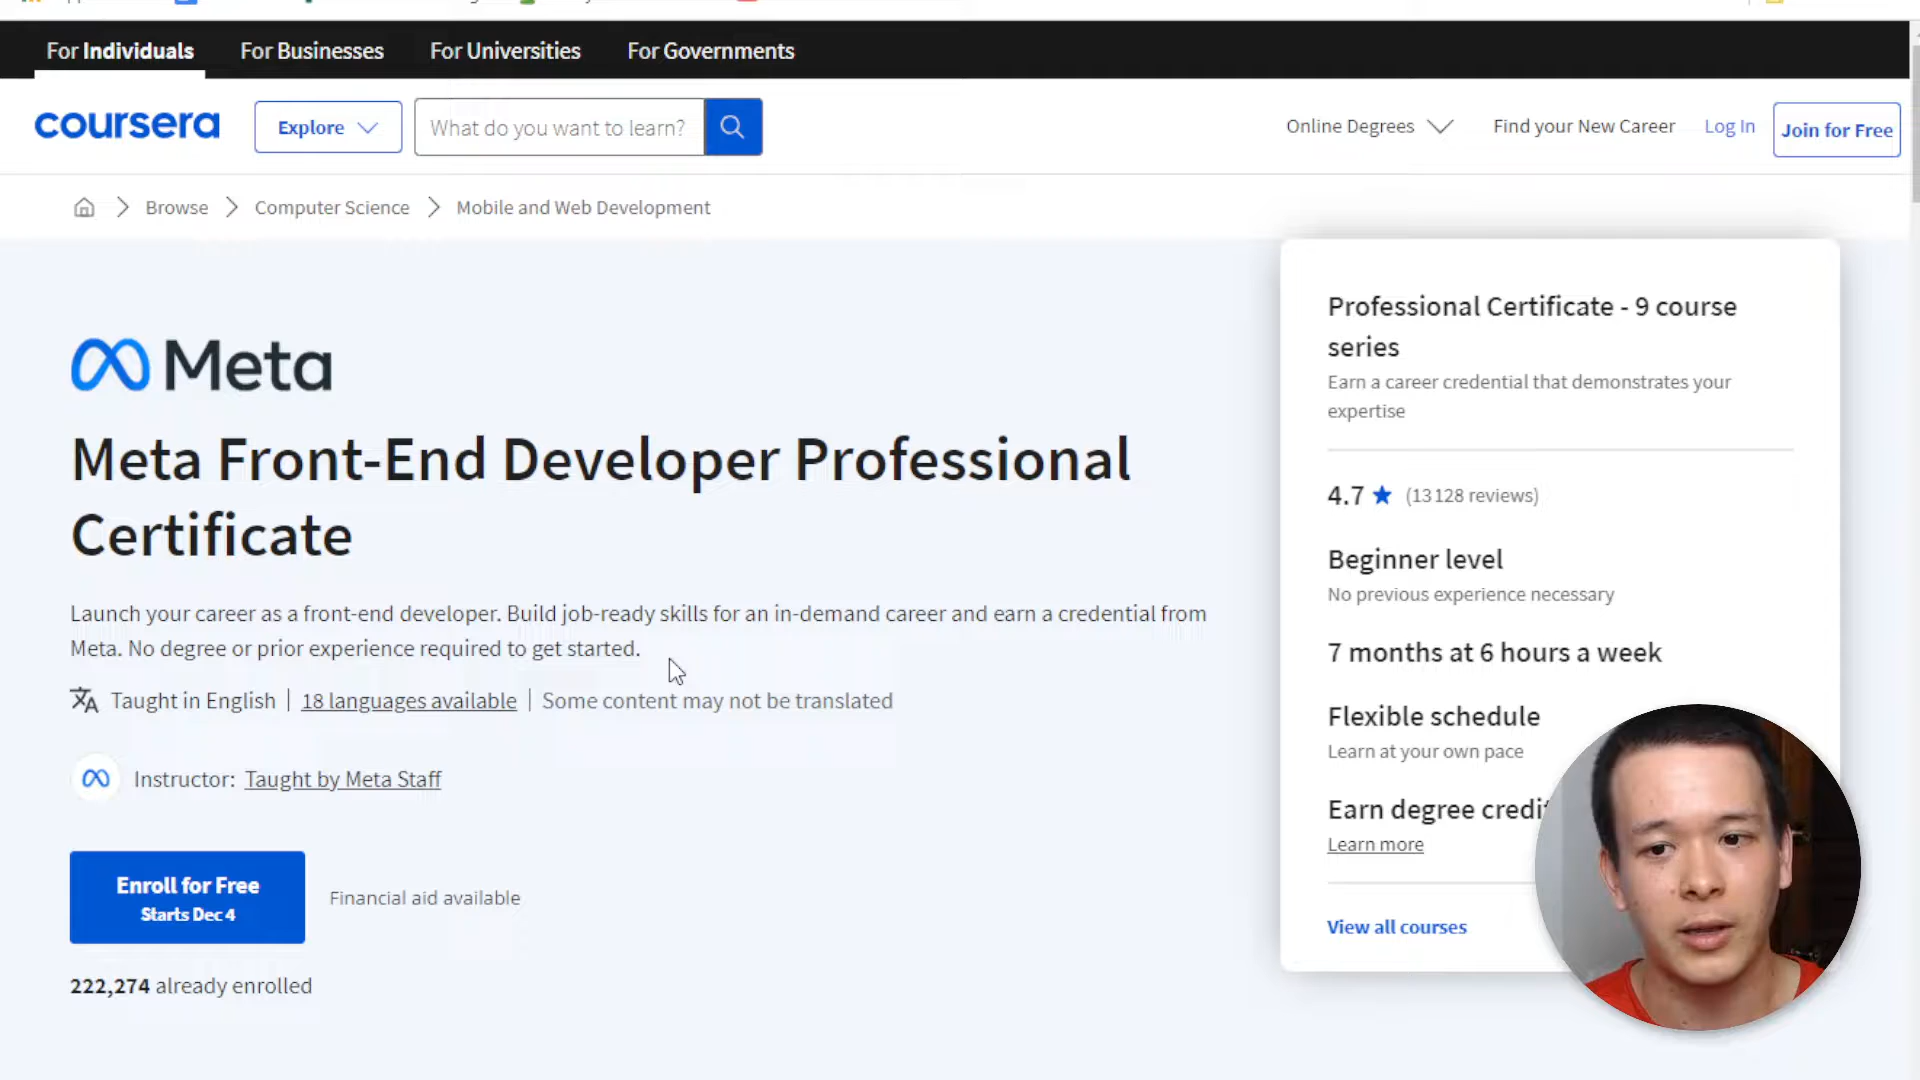 For Individuals
For Businesses
For Universities
For Governments
coursera
Explore
What do you want to learn?
Online Degrees
Find your New Career
Log In
Join for Free
Browse
Computer Science
Mobile and Web Development
Meta
Meta Front-End Developer Professional
Certificate
Launch your career as a front-end developer. Build job-ready skills for an in-demand career and earn a credential from
Meta. No degree or prior experience required to get started.
Taught in English | 18 languages available | Some content may not be translated
Instructor: Taught by Meta Staff
Enroll for Free
Starts Dec 4
Financial aid available
222,274 already enrolled
Professional Certificate - 9 course
series
Earn a career credential that demonstrates your
expertise
4.7 ★ (13 128 reviews)
Beginner level
No previous experience necessary
7 months at 6 hours a week
Flexible schedule
Learn at your own pace
Earn degree credit
Learn more
View all courses